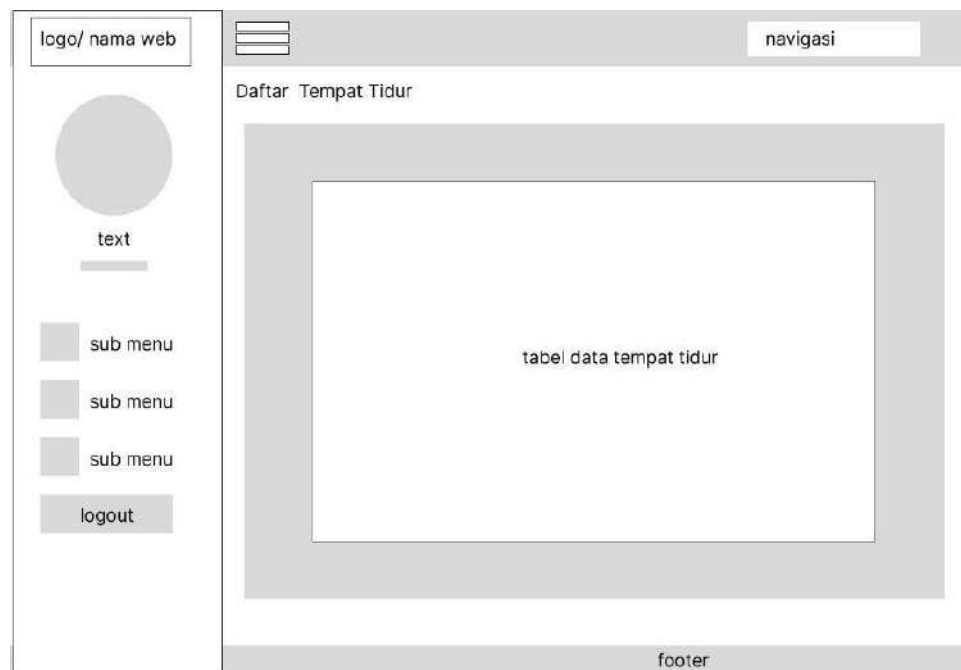 logo/ nama web
navigasi
Daftar Tempat Tidur
text
sub menu
sub menu
sub menu
logout
tabel data tempat tidur
footer